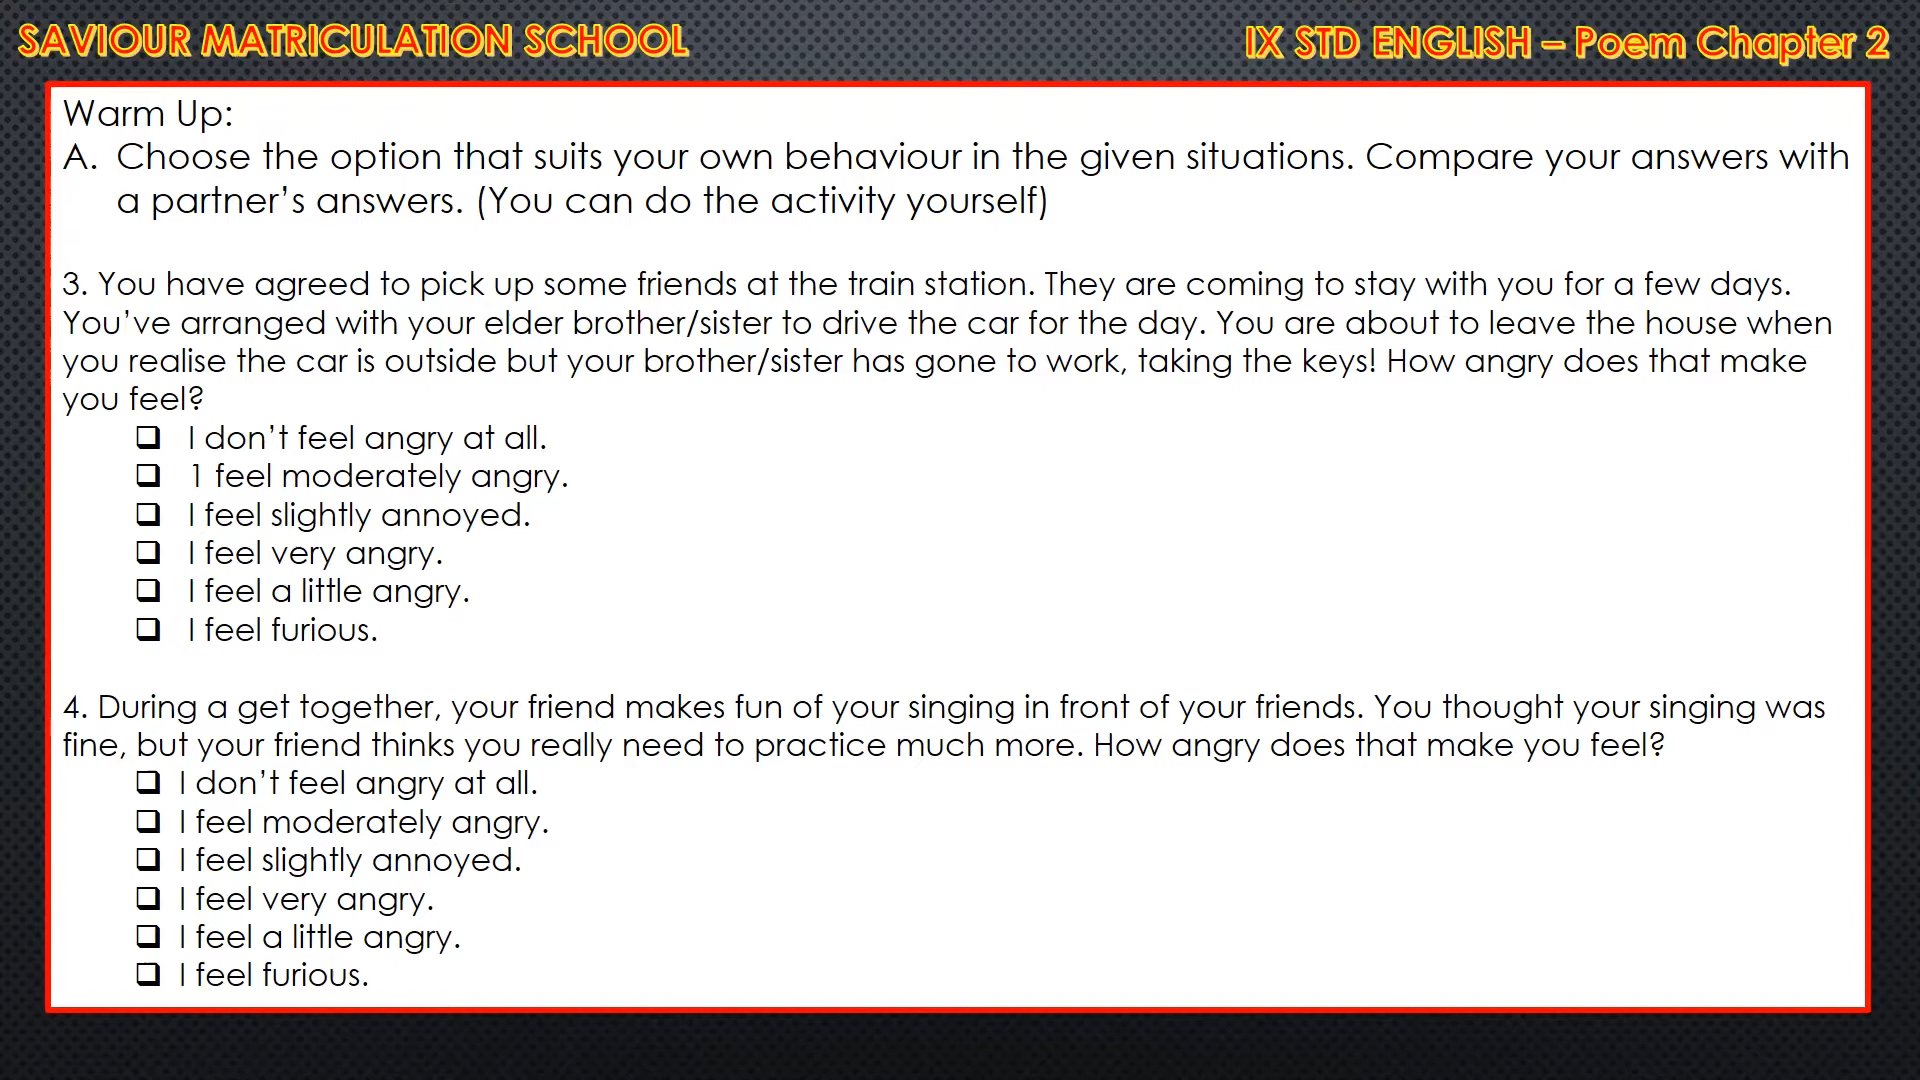 SAVIOUR MATRICULATION SCHOOL
IX STD ENGLISH – Poem Chapter 2
Warm Up:
A. Choose the option that suits your own behaviour in the given situations. Compare your answers with
a partner’s answers. (You can do the activity yourself)
3. You have agreed to pick up some friends at the train station. They are coming to stay with you for a few days.
You’ve arranged with your elder brother/sister to drive the car for the day. You are about to leave the house when
you realise the car is outside but your brother/sister has gone to work, taking the keys! How angry does that make
you feel?
❑ I don’t feel angry at all.
❑ 1 feel moderately angry.
❑ I feel slightly annoyed.
❑ I feel very angry.
❑ I feel a little angry.
❑ I feel furious.
4. During a get together, your friend makes fun of your singing in front of your friends. You thought your singing was
fine, but your friend thinks you really need to practice much more. How angry does that make you feel?
❑ I don’t feel angry at all.
❑ I feel moderately angry.
❑ I feel slightly annoyed.
❑ I feel very angry.
❑ I feel a little angry.
❑ I feel furious.